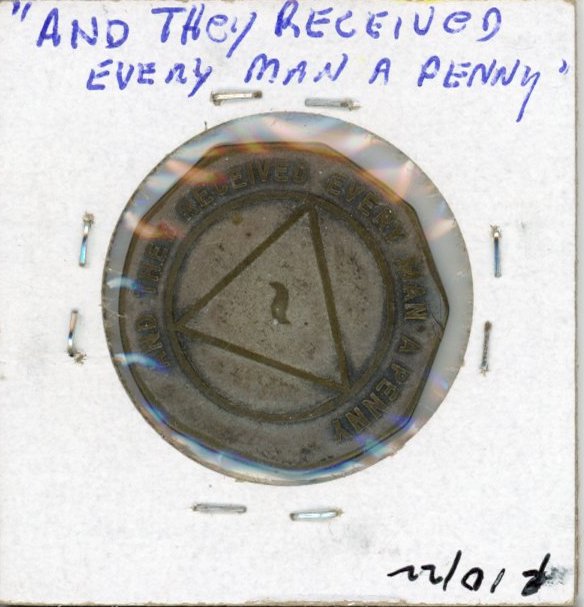 "AND THEY RECEIVED
EVERY MAN A PENNY"
AND THEY RECEIVED EVERY MAN A PENNY